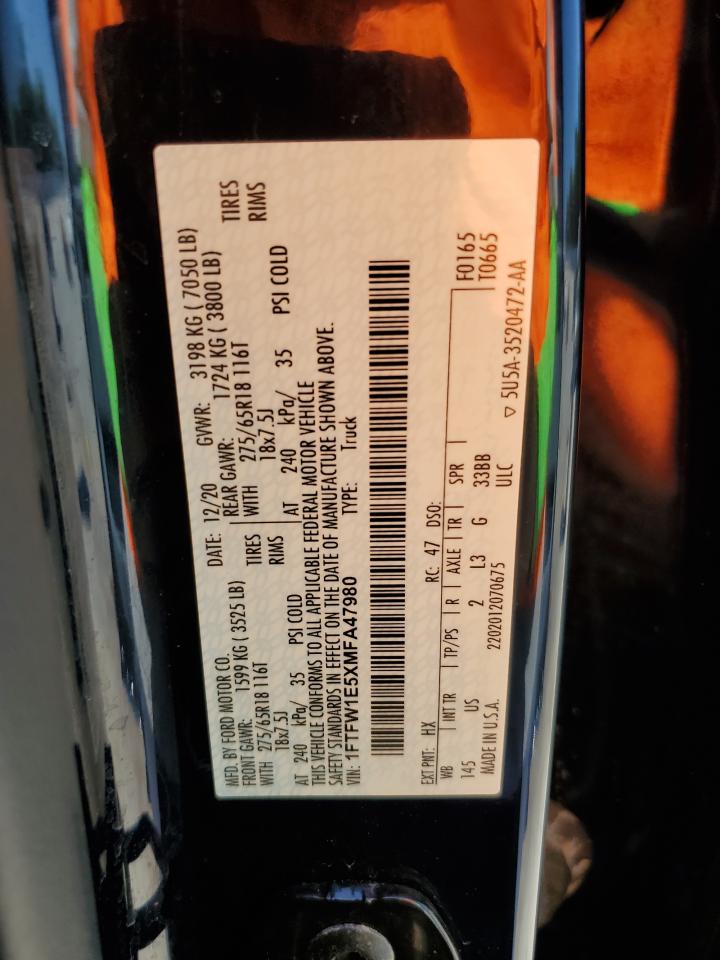 MFD. BY FORD MOTOR CO.
DATE: 12/20 GVWR: 3198 KG ( 7050 LB)
FRONT GAWR: 1599 KG ( 3525 LB) REAR GAWR: 1724 KG ( 3800 LB)
WITH 275/65R18 116T TIRES WITH 275/65R18 116T TIRES
18x7.5J RIMS 18x7.5J RIMS
AT 240 kPa/ 35 PSI COLD AT 240 kPa/ 35 PSI COLD
THIS VEHICLE CONFORMS TO ALL APPLICABLE FEDERAL MOTOR VEHICLE
SAFETY STANDARDS IN EFFECT ON THE DATE OF MANUFACTURE SHOWN ABOVE.
VIN: 1FTFW1E5XMFA47980 TYPE: Truck
EXT PNT: HX RC: 47 DSO: F0165
WB INT TR TP/PS R AXLE TR SPR T0665
145 US 2 L3 G 33BB
MADE IN U.S.A. 2202012070675 ULC ▽ 5U5A-3520472-AA